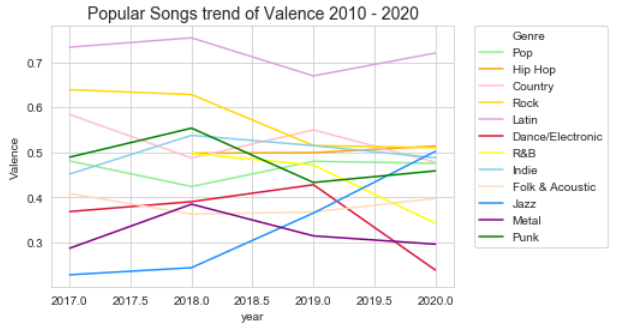 Popular Songs trend of Valence 2010 - 2020
Valence
0.7
0.6
0.5
0.4
0.3
2017.0 2017.5 2018.0 2018.5 2019.0 2019.5 2020.0
year
Genre
Pop
Hip Hop
Country
Rock
Latin
Dance/Electronic
R&B
Indie
Folk & Acoustic
Jazz
Metal
Punk